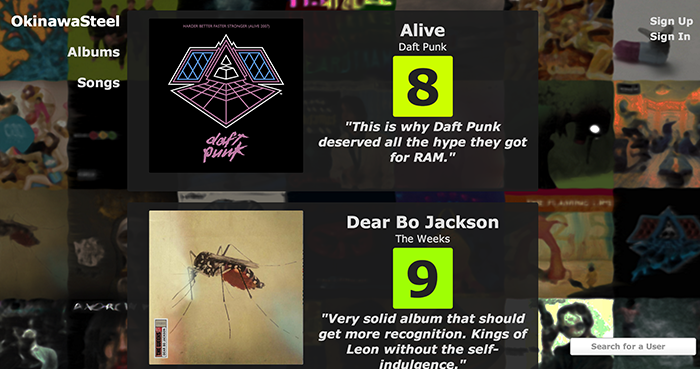 OkinawaSteel
Albums
Songs
Sign Up
Sign In
HARDER BETTER FASTER STRONGER (ALIVE 2007)
daft
punk
Alive
Daft Punk
8
"This is why Daft Punk
deserved all the hype they got
for RAM."
Dear Bo Jackson
The Weeks
9
"Very solid album that should
get more recognition. Kings of
Leon without the self-
indulgence."
Search for a User